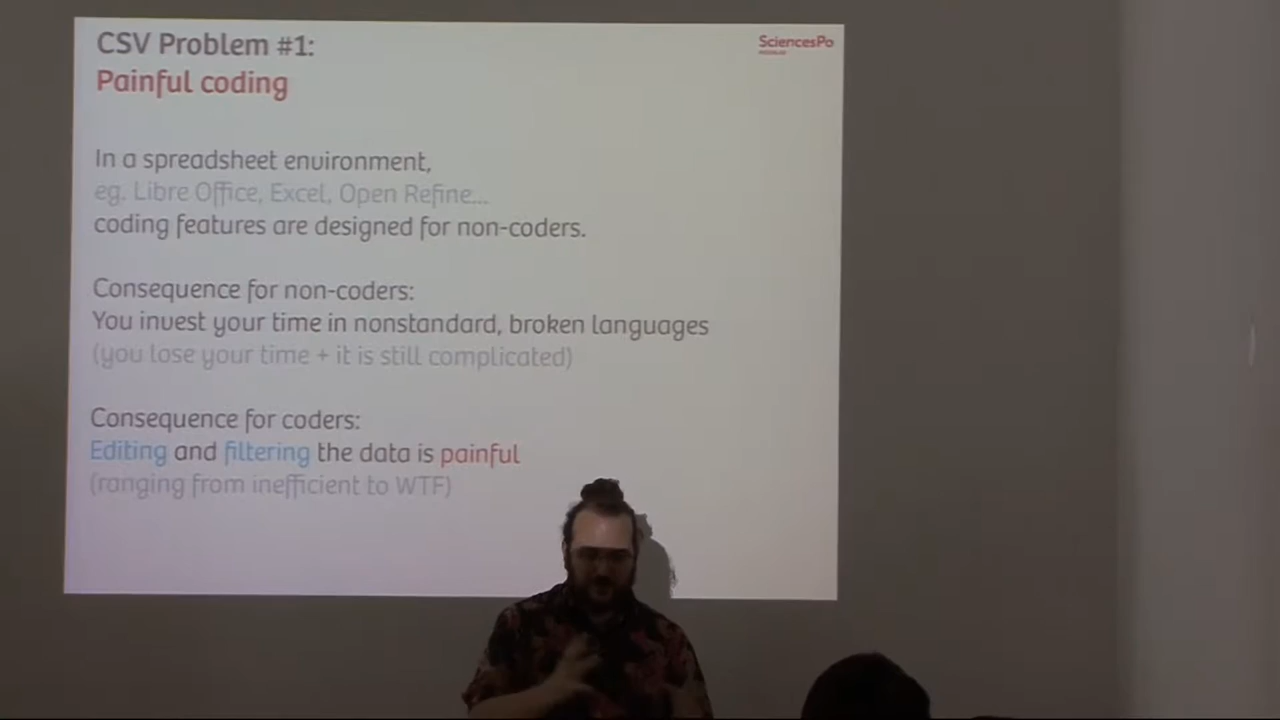 CSV Problem #1:
SciencesPo
Painful coding
In a spreadsheet environment,
eg. Libre Office, Excel, Open Refine...
coding features are designed for non-coders.
Consequence for non-coders:
You invest your time in nonstandard, broken languages
(you lose your time + it is still complicated)
Consequence for coders:
Editing and filtering the data is painful
(ranging from inefficient to WTF)